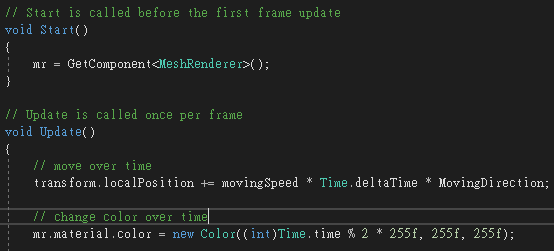 // Start is called before the first frame update
void Start()
{
    mr = GetComponent<MeshRenderer>();
}
// Update is called once per frame
void Update()
{
    // move over time
    transform.localPosition += movingSpeed * Time.deltaTime * MovingDirection;
    // change color over time
    mr.material.color = new Color((int)Time.time % 2 * 255f, 255f, 255f);